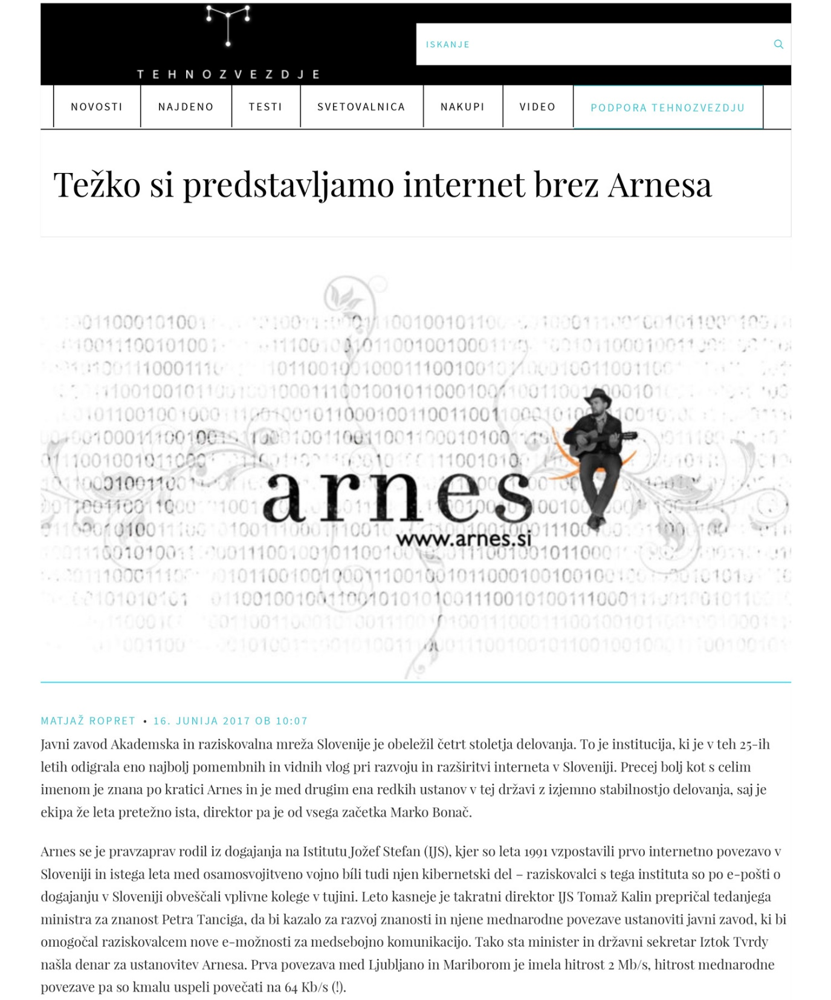 TEHNOZVEZDJE
ISKANJE
NOVOSTI
NAJDENO
TESTI
SVETOVALNICA
NAKUPI
VIDEO
PODPORA TEHNOZVEZDJU
Težko si predstavljamo internet brez Arnesa
arnes
www.arnes.si
MATJAŽ ROPRET • 16. JUNIJA 2017 OB 10:07
Javni zavod Akademska in raziskovalna mreža Slovenije je obeležil četrt stoletja delovanja. To je institucija, ki je v teh 25-ih
letih odigrala eno najbolj pomembnih in vidnih vlog pri razvoju in razširitvi interneta v Sloveniji. Precej bolj kot s celim
imenom je znana po kratici Arnes in je med drugim ena redkih ustanov v tej državi z izjemno stabilnostjo delovanja, saj je
ekipa že leta pretežno ista, direktor pa je od vsega začetka Marko Bonač.
Arnes se je pravzaprav rodil iz dogajanja na Istitutu Jožef Stefan (IJS), kjer so leta 1991 vzpostavili prvo internetno povezavo v
Sloveniji in istega leta med osamosvojitveno vojno bíli tudi njen kibernetski del – raziskovalci s tega instituta so po e-pošti o
dogajanju v Sloveniji obveščali vplivne kolege v tujini. Leto kasneje je takratni direktor IJS Tomaž Kalin prepričal tedanjega
ministra za znanost Petra Tanciga, da bi kazalo za razvoj znanosti in njene mednarodne povezave ustanoviti javni zavod, ki bi
omogočal raziskovalcem nove e-možnosti za medsebojno komunikacijo. Tako sta minister in državni sekretar Iztok Tvrdy
našla denar za ustanovitev Arnesa. Prva povezava med Ljubljano in Mariborom je imela hitrost 2 Mb/s, hitrost mednarodne
povezave pa so kmalu uspeli povečati na 64 Kb/s (!).